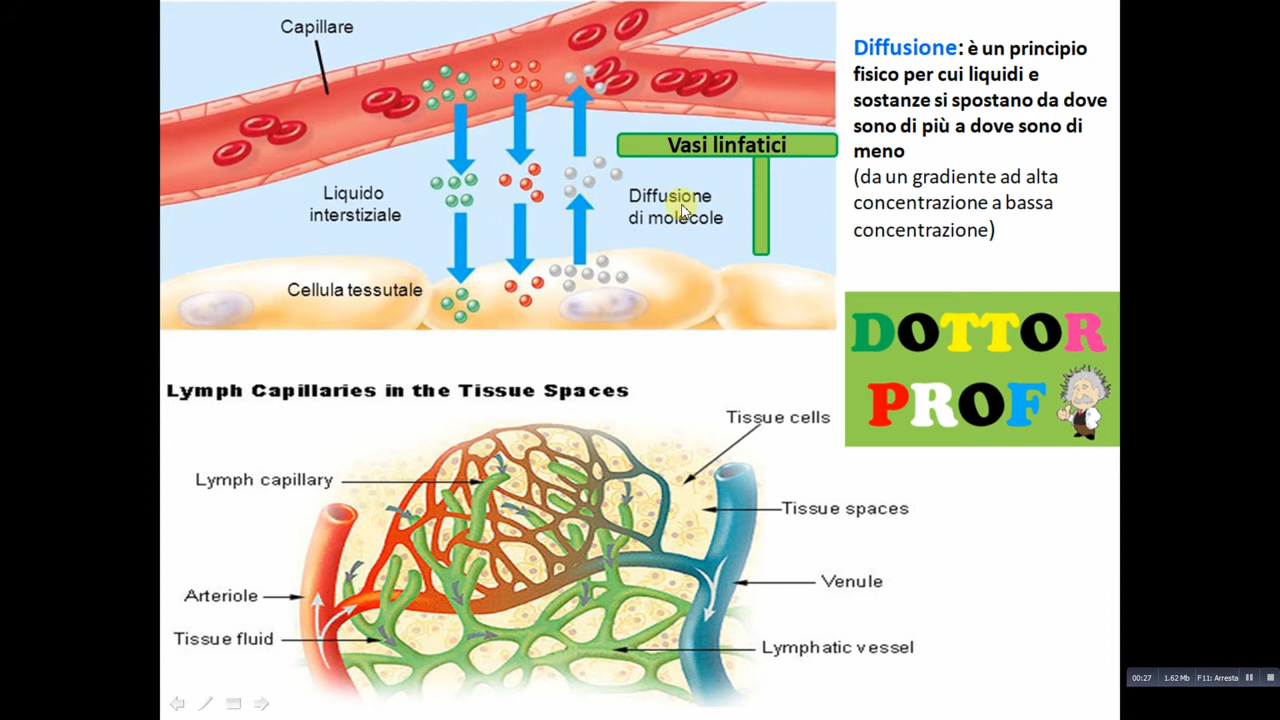 Capillare
Vasi linfatici
Liquido
interstiziale
Diffusione
di molecole
Cellula tessutale
Diffusione: è un principio
fisico per cui liquidi e
sostanze si spostano da dove
sono di più a dove sono di
meno
(da un gradiente ad alta
concentrazione a bassa
concentrazione)
DOTTOR
PROF
Lymph Capillaries in the Tissue Spaces
Tissue cells
Lymph capillary
Tissue spaces
Venule
Arteriole
Tissue fluid
Lymphatic vessel
00:27 1.62 Mb F11: Arresta